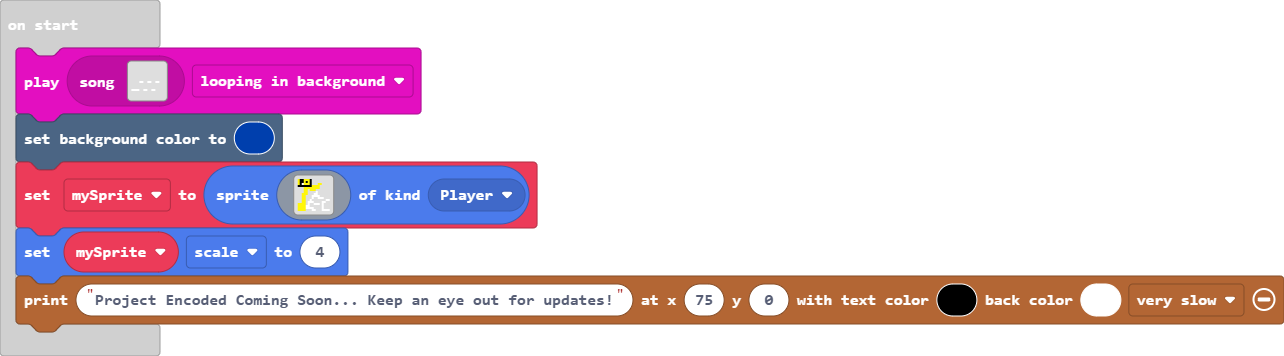 on start
play song looping in background
set background color to
set mySprite to sprite of kind Player
set mySprite scale to 4
print "Project Encoded Coming Soon... Keep an eye out for updates!" at x 75 y 0 with text color back color very slow